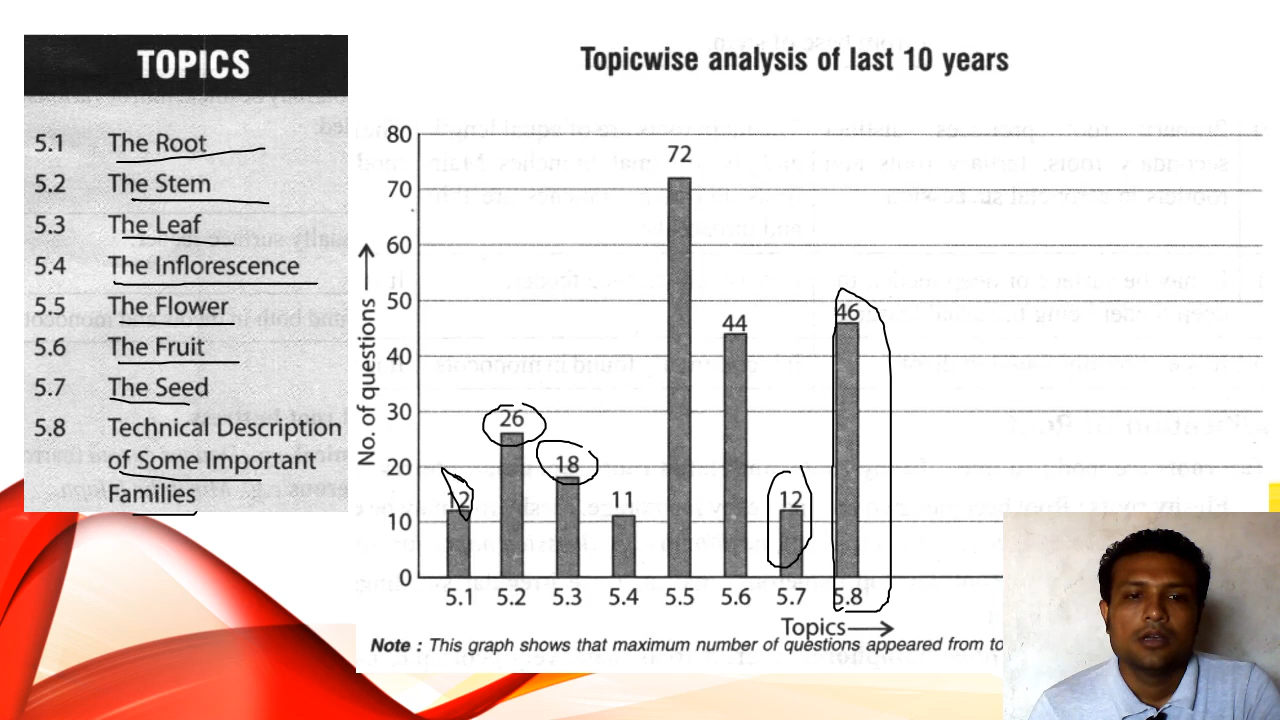 TOPICS
5.1 The Root
5.2 The Stem
5.3 The Leaf
5.4 The Inflorescence
5.5 The Flower
5.6 The Fruit
5.7 The Seed
5.8 Technical Description
of Some Important
Families
Topicwise analysis of last 10 years
No. of questions
80
70
60
50
40
30
20
10
0
12
26
18
11
72
44
12
46
5.1 5.2 5.3 5.4 5.5 5.6 5.7 5.8
Topics
Note : This graph shows that maximum number of questions appeared from